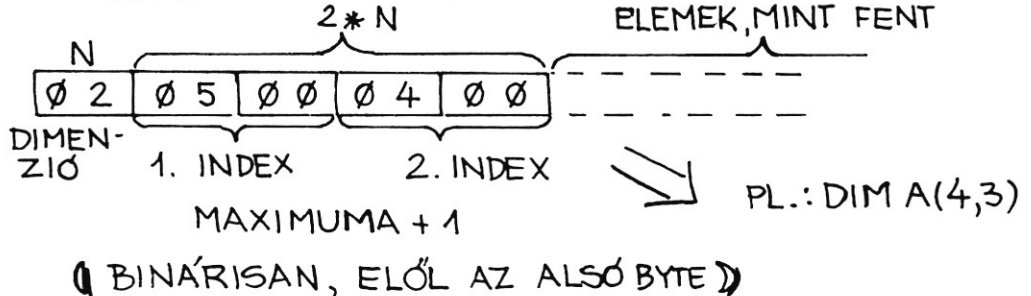 2*N ELEMEK, MINT FENT
N
Ø 2 Ø 5 Ø Ø Ø 4 Ø Ø
DIMEN-
ZIÓ 1. INDEX 2. INDEX
PL.: DIM A(4,3)
MAXIMUMA + 1
( BINÁRISAN, ELŐL AZ ALSÓ BYTE )